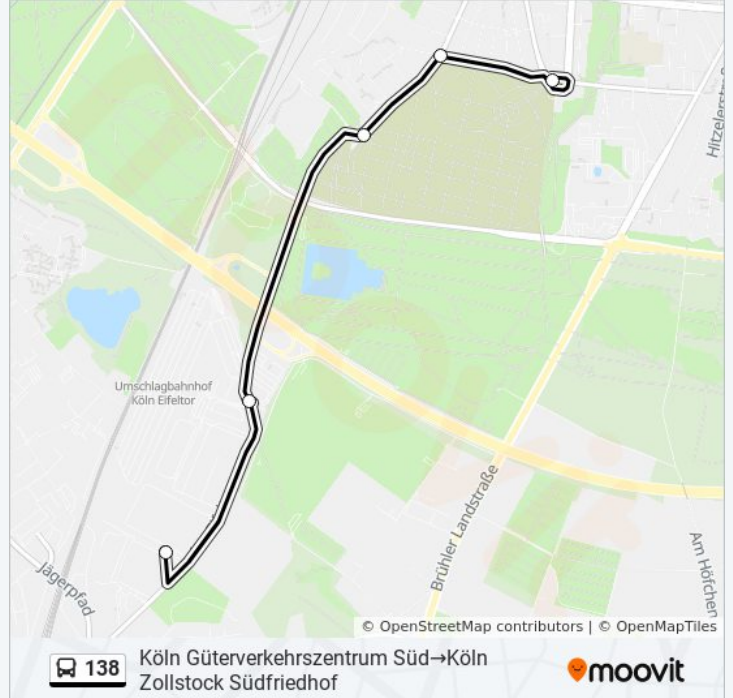 Umschlagbahnhof
Köln Eifeltor
Jägerpfad
Brühler Landstraße
Am Höfchen
© OpenStreetMap contributors | © OpenMapTiles
138
Köln Güterverkehrszentrum Süd→Köln
Zollstock Südfriedhof
moovit